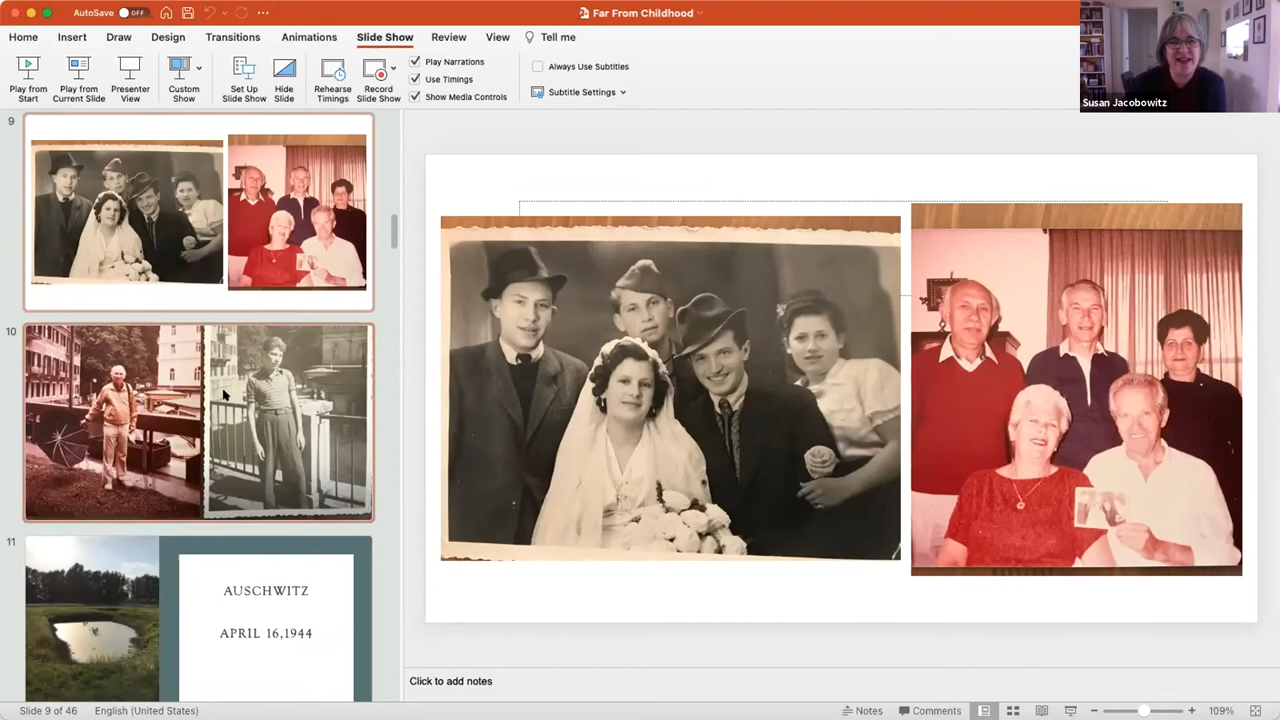 AutoSave OFF
Far From Childhood
Home Insert Draw Design Transitions Animations Slide Show Review View Tell me
Play from Start
Play from Current Slide
Presenter View
Custom Show
Set Up Slide Show
Hide Slide
Rehearse Timings
Record Slide Show
Play Narrations
Use Timings
Show Media Controls
Always Use Subtitles
Subtitle Settings
Susan Jacobowitz
9
10
11
AUSCHWITZ
APRIL 16,1944
Click to add notes
Slide 9 of 46 English (United States) Notes Comments 109%